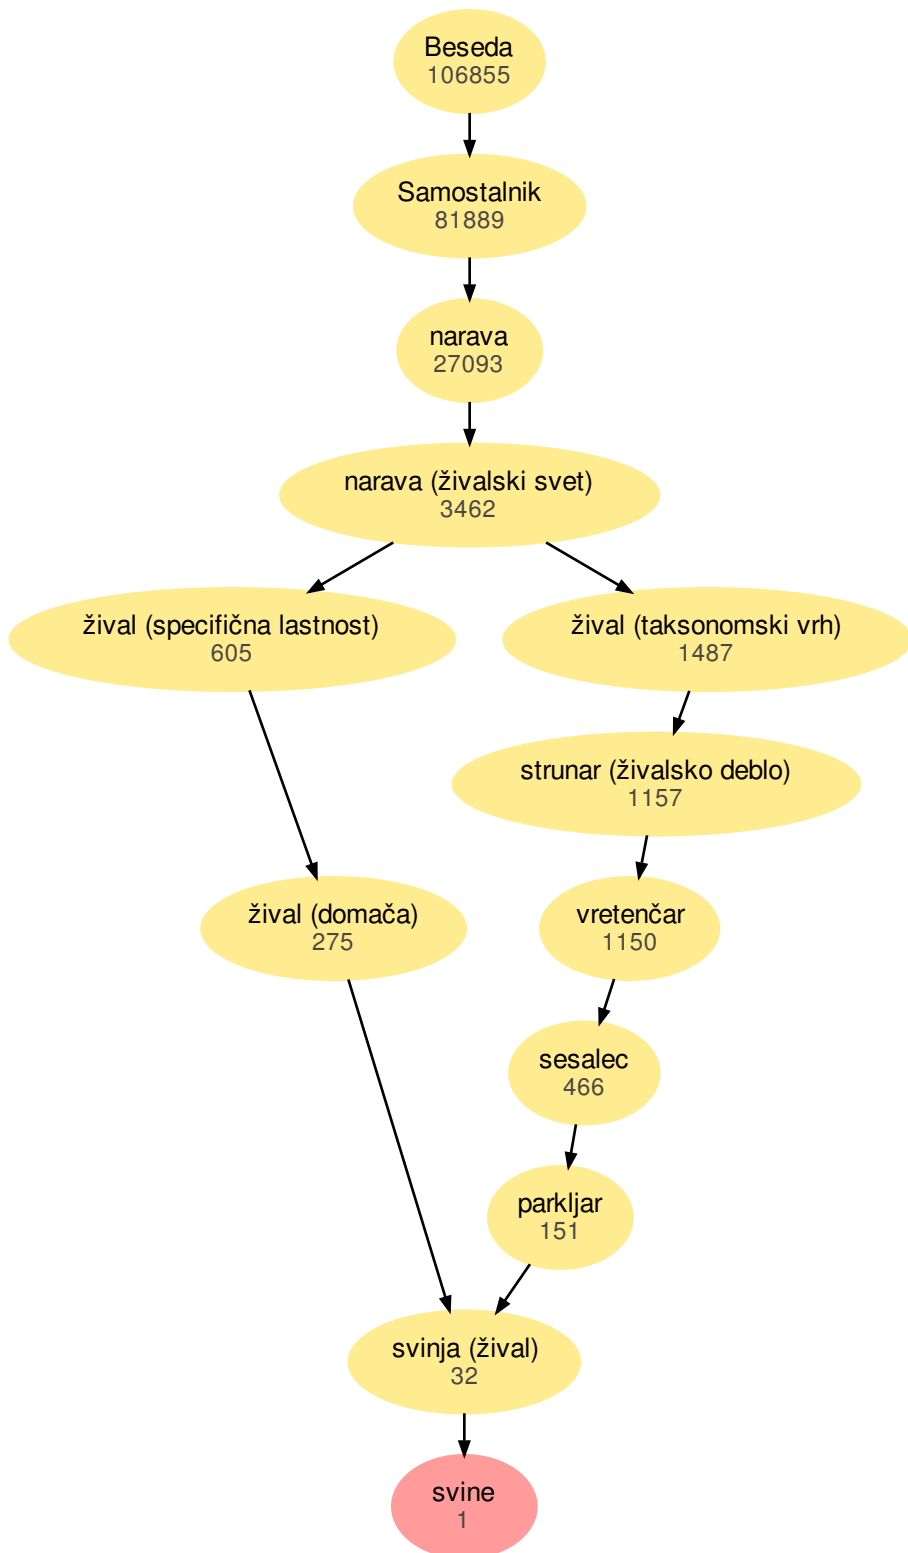 Beseda
106855
Samostalnik
81889
narava
27093
narava (živalski svet)
3462
žival (specifična lastnost)
605
žival (taksonomski vrh)
1487
strunar (živalsko deblo)
1157
žival (domača)
275
vretenčar
1150
sesalec
466
parkljar
151
svinja (žival)
32
svine
1